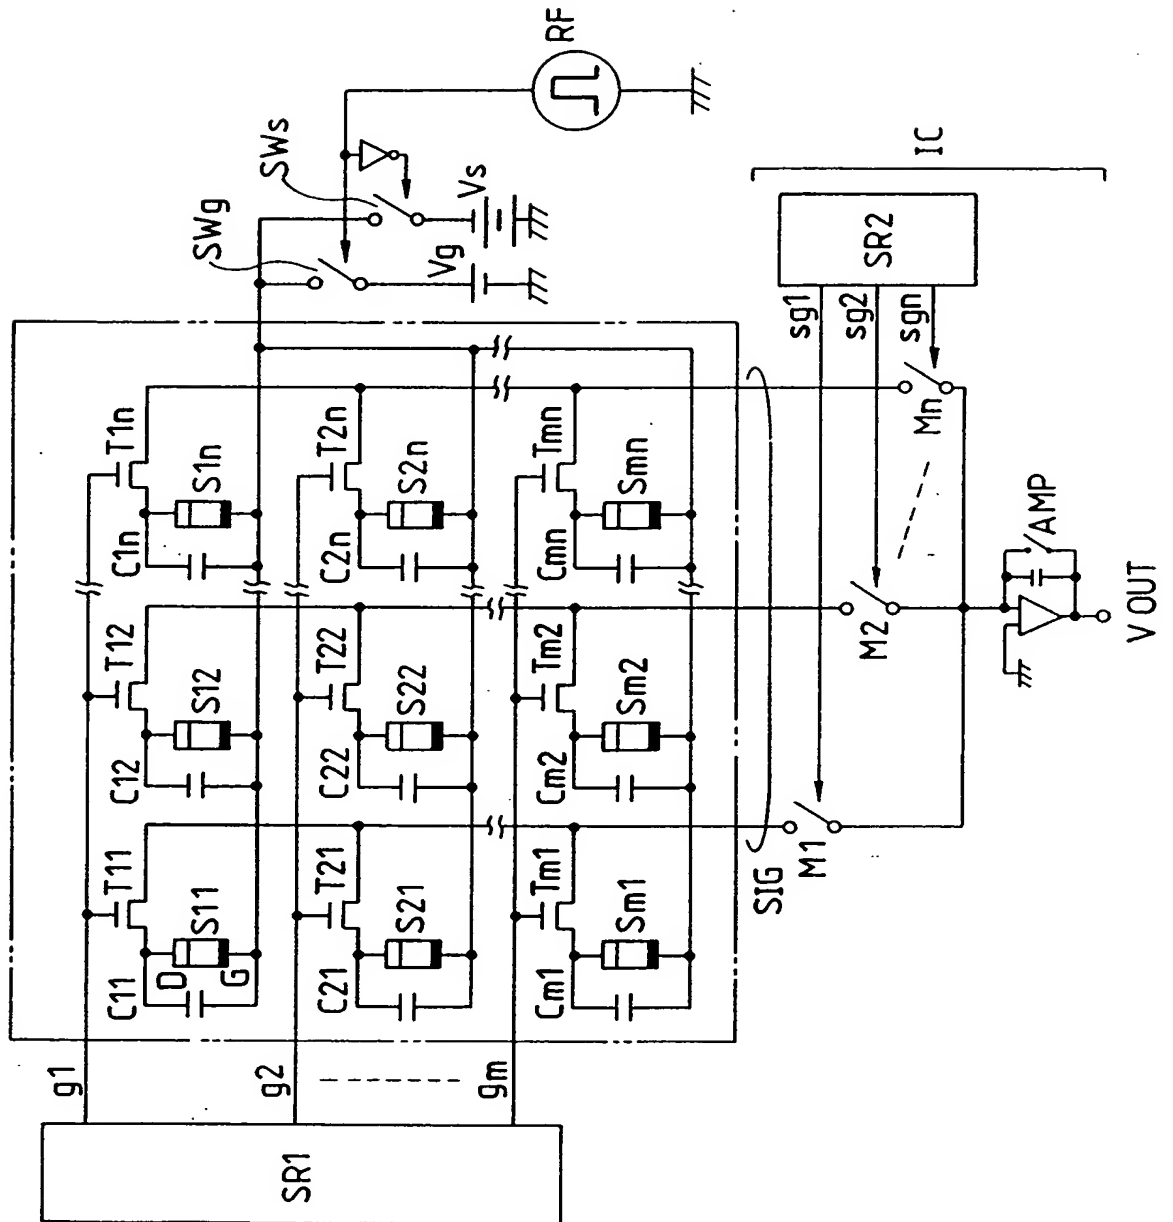 RF
SWs
SWg
Vs
Vg
IC
SR2
sg1
sg2
sgn
T1n
S1n
C1n
T2n
S2n
C2n
Tmn
Smn
Cmn
Mn
AMP
T12
S12
C12
T22
S22
C22
Tm2
Sm2
Cm2
M2
V OUT
T11
S11
C11
D
G
T21
S21
C21
Tm1
Sm1
Cm1
SIG
M1
g1
g2
gm
SR1